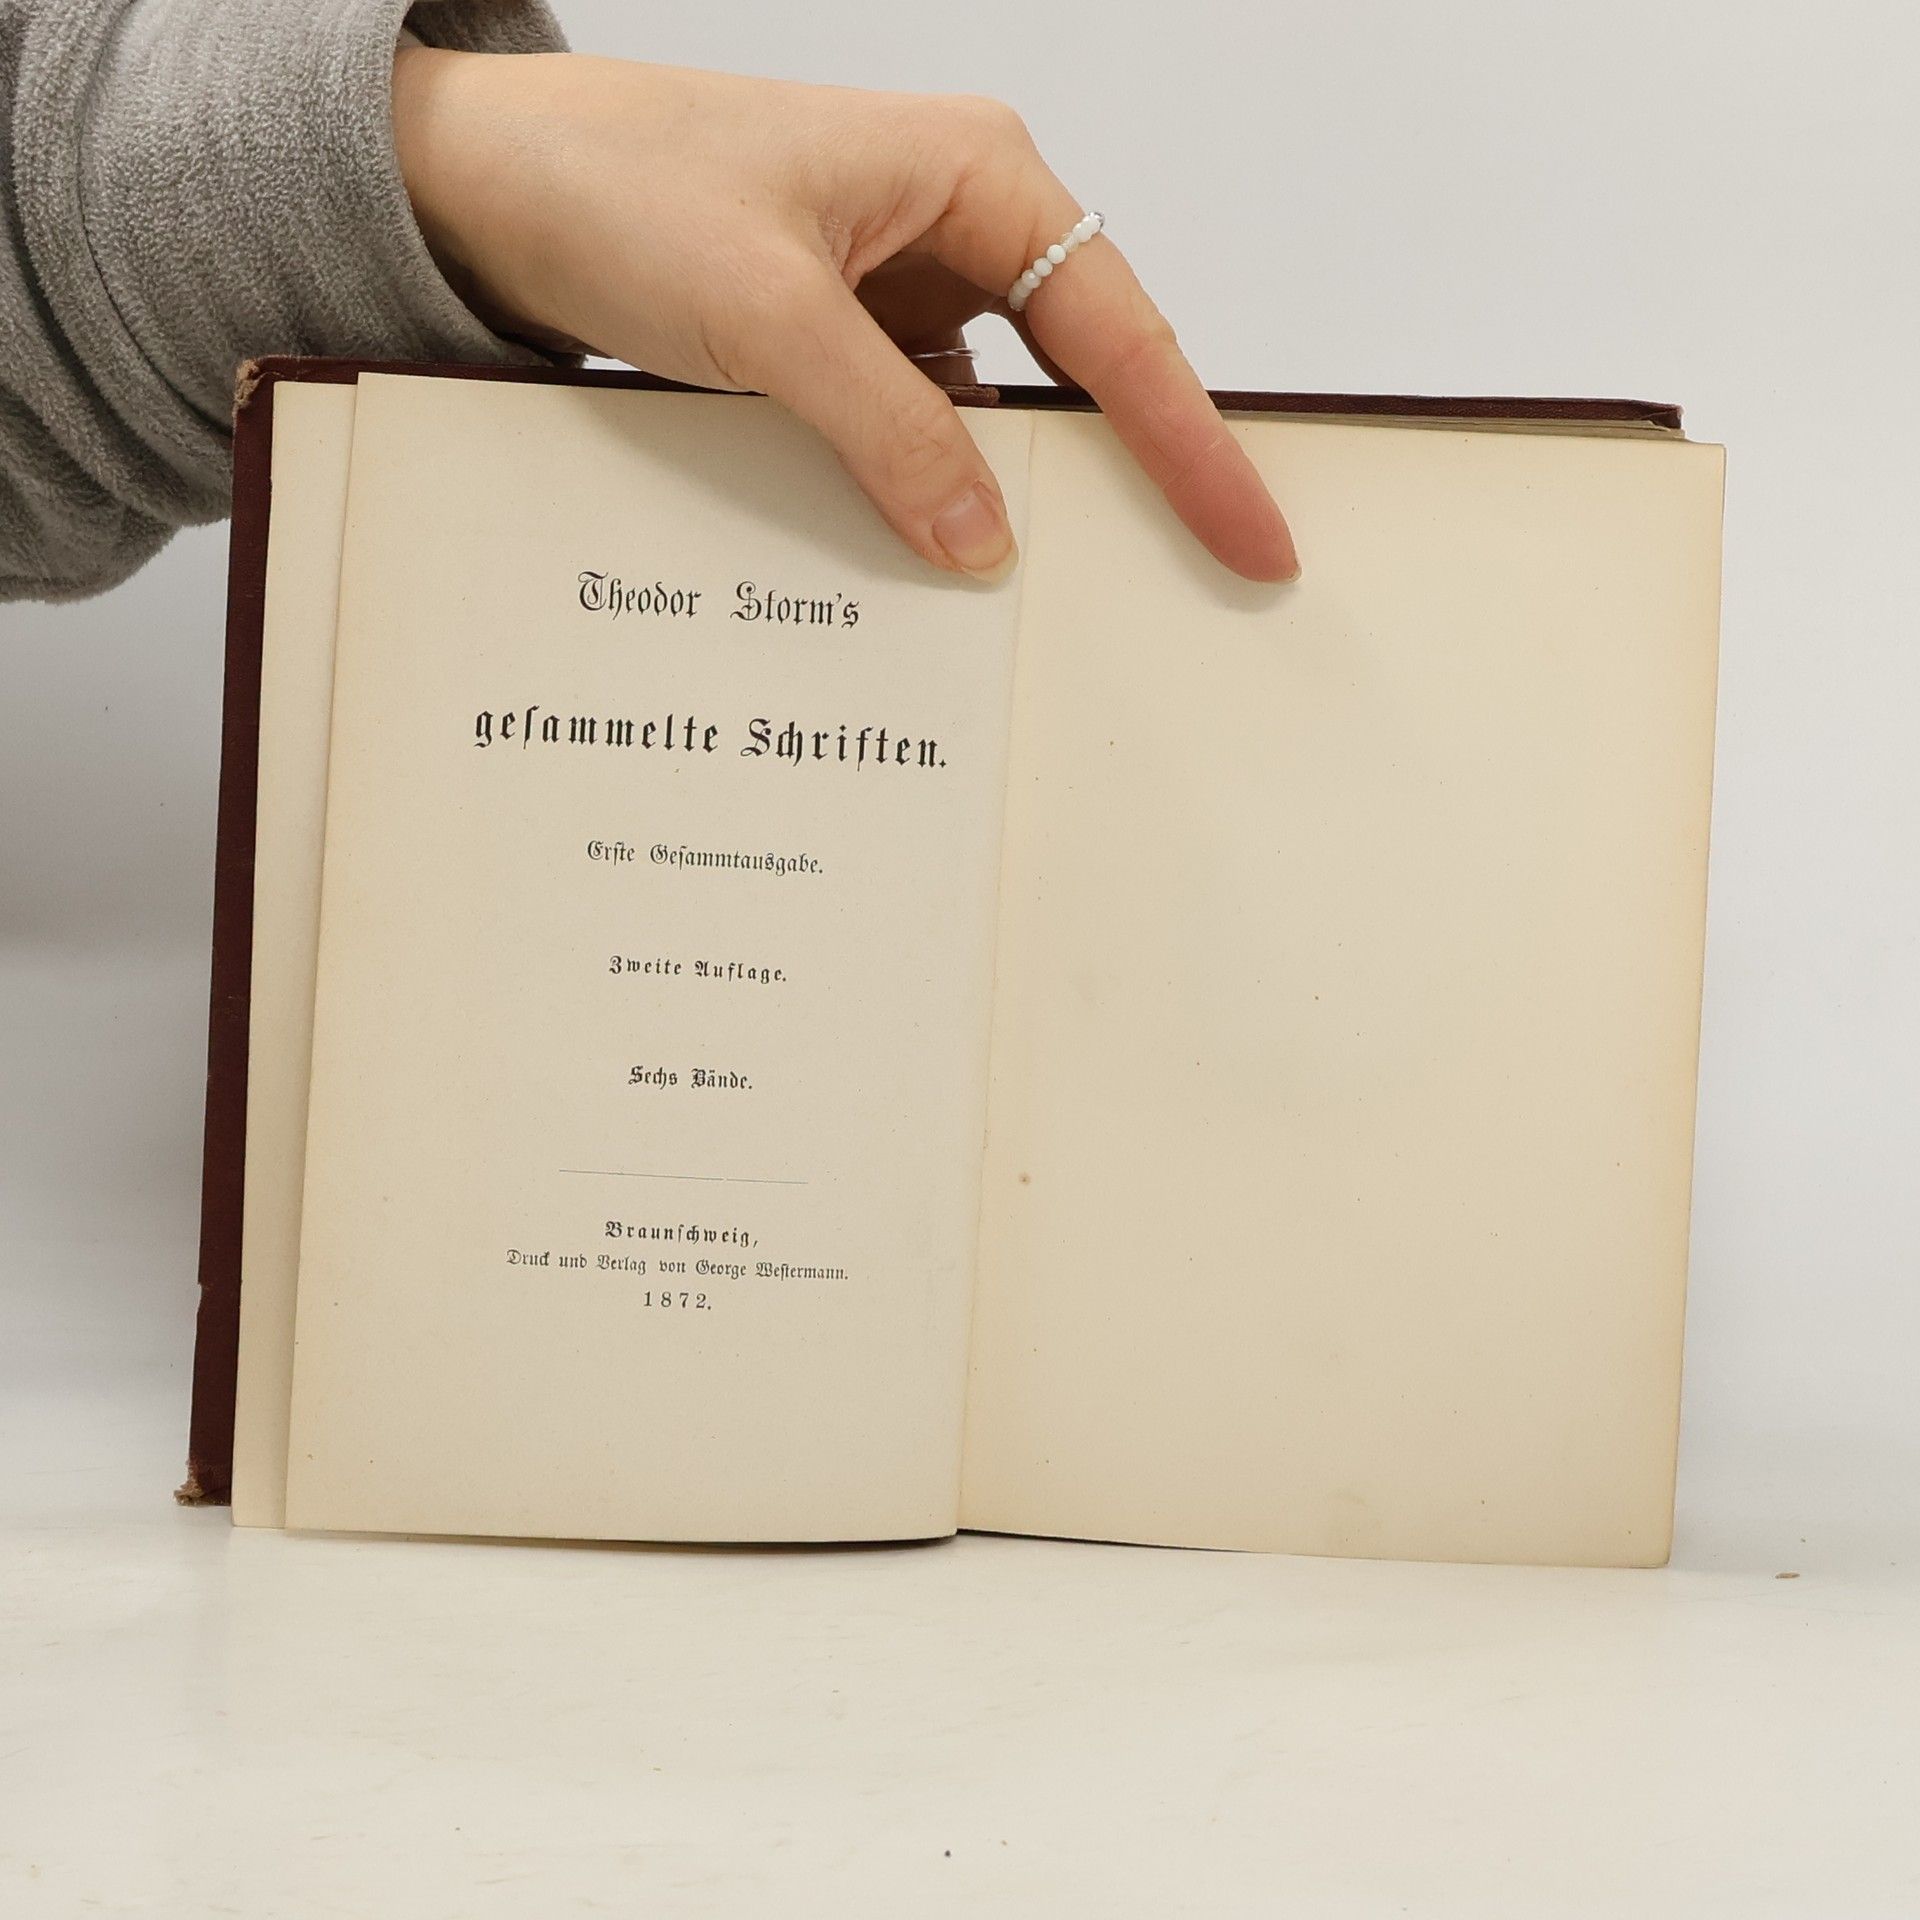 Theodor Storm's
geſammelte Schriften.
Erſte Geſammtausgabe.
Zweite Auflage.
Sechs Bände.
Braunſchweig,
Druck und Verlag von George Weſtermann.
1872.